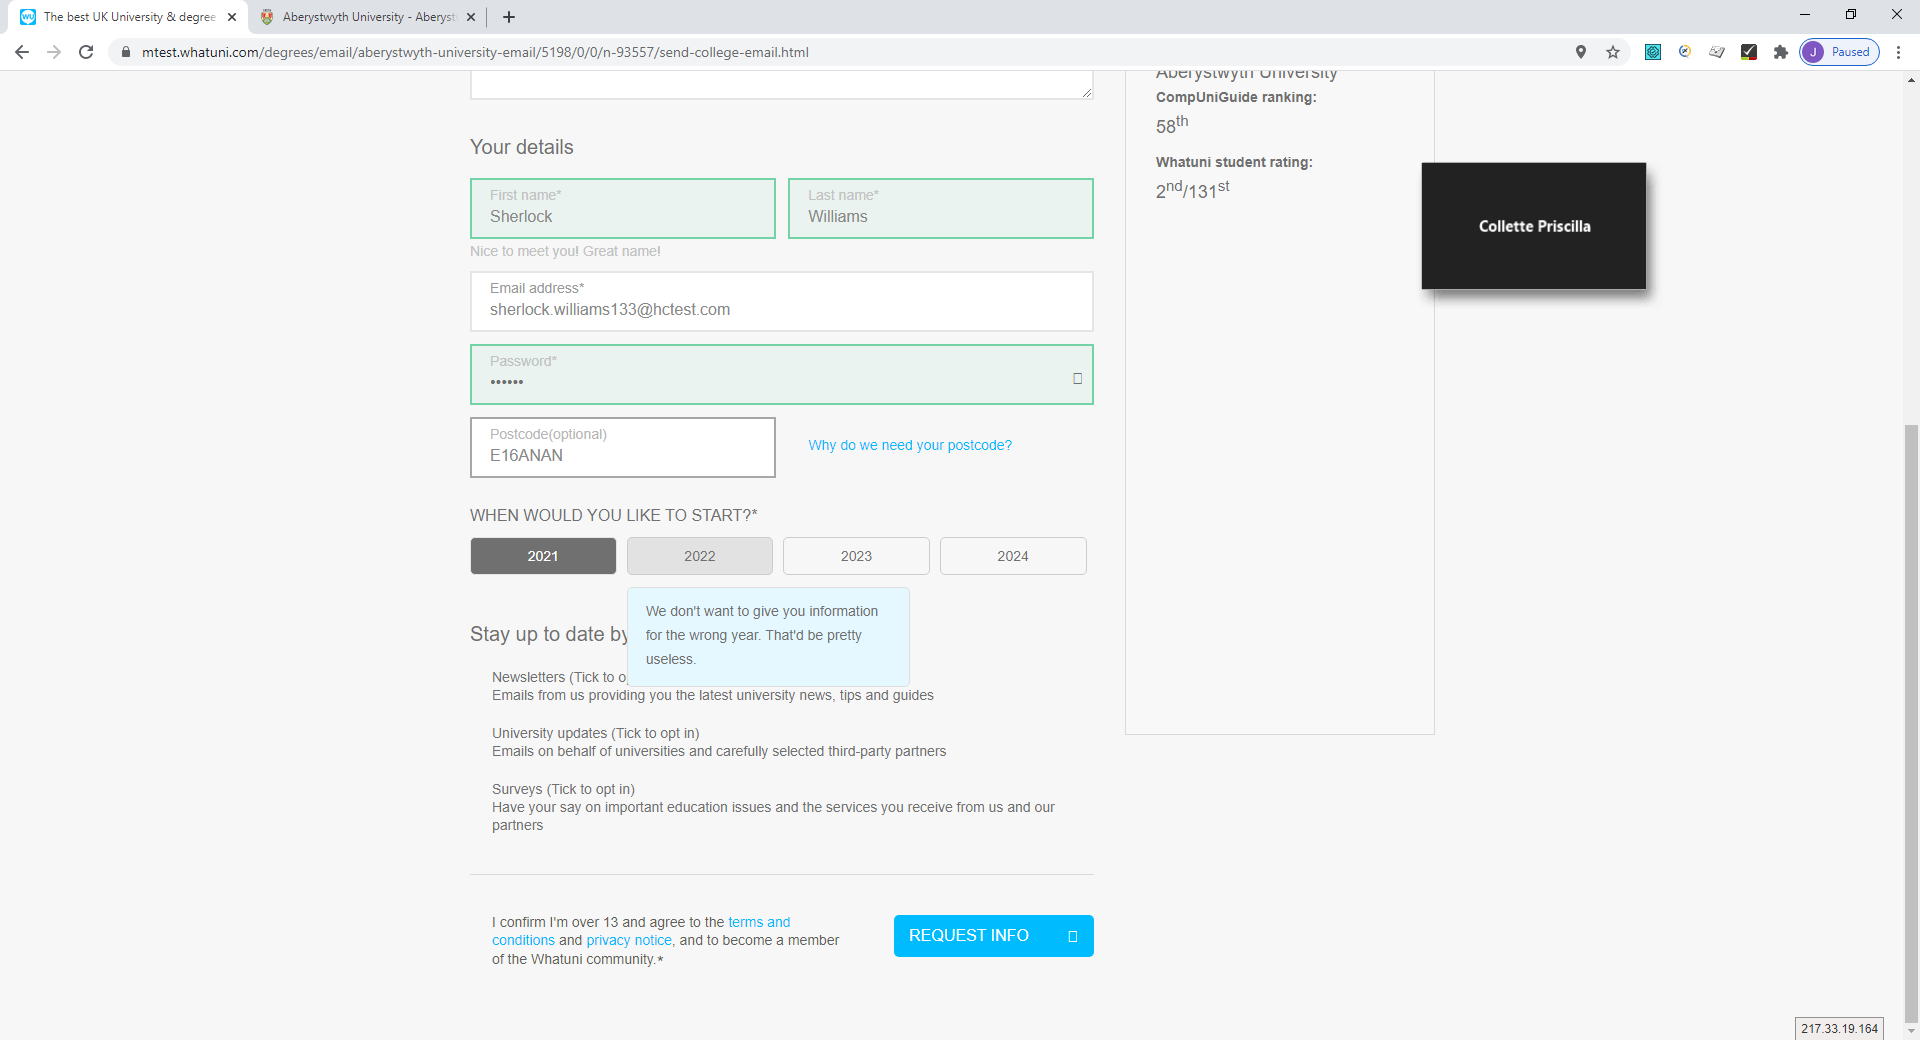 The best UK University & degree
Aberystwyth University - Aberyst
mtest.whatuni.com/degrees/email/aberystwyth-university-email/5198/0/0/n-93557/send-college-email.html
J Paused
Aberystwyth University
CompUniGuide ranking:
58th
Whatuni student rating:
2nd/131st
Collette Priscilla
Your details
First name*
Sherlock
Last name*
Williams
Nice to meet you! Great name!
Email address*
sherlock.williams133@hctest.com
Password*
••••••
Postcode(optional)
E16ANAN
Why do we need your postcode?
WHEN WOULD YOU LIKE TO START?*
2021
2022
2023
2024
We don't want to give you information
for the wrong year. That'd be pretty
useless.
Stay up to date by
Newsletters (Tick to o
Emails from us providing you the latest university news, tips and guides
University updates (Tick to opt in)
Emails on behalf of universities and carefully selected third-party partners
Surveys (Tick to opt in)
Have your say on important education issues and the services you receive from us and our
partners
I confirm I'm over 13 and agree to the terms and
conditions and privacy notice, and to become a member
of the Whatuni community.*
REQUEST INFO
217.33.19.164